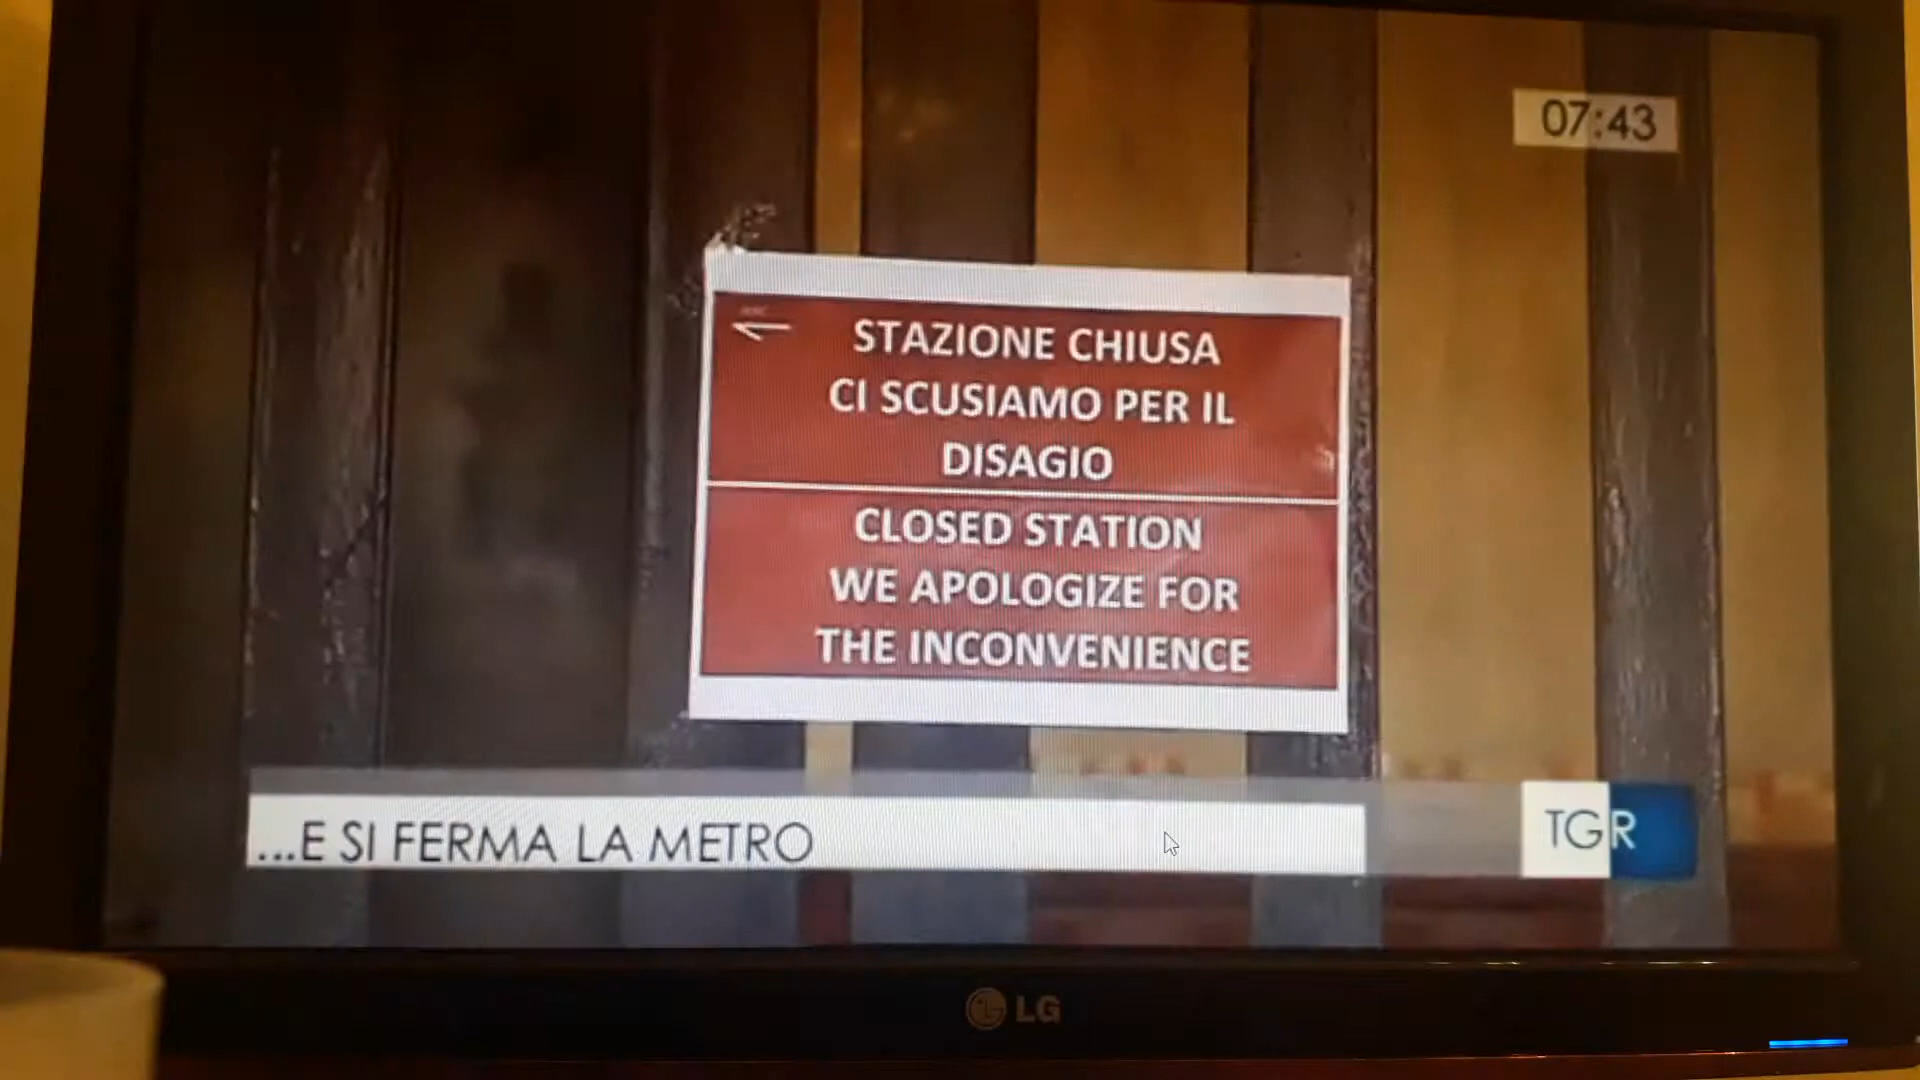 07:43
STAZIONE CHIUSA
CI SCUSIAMO PER IL
DISAGIO
CLOSED STATION
WE APOLOGIZE FOR
THE INCONVENIENCE
...E SI FERMA LA METRO
TGR
LG